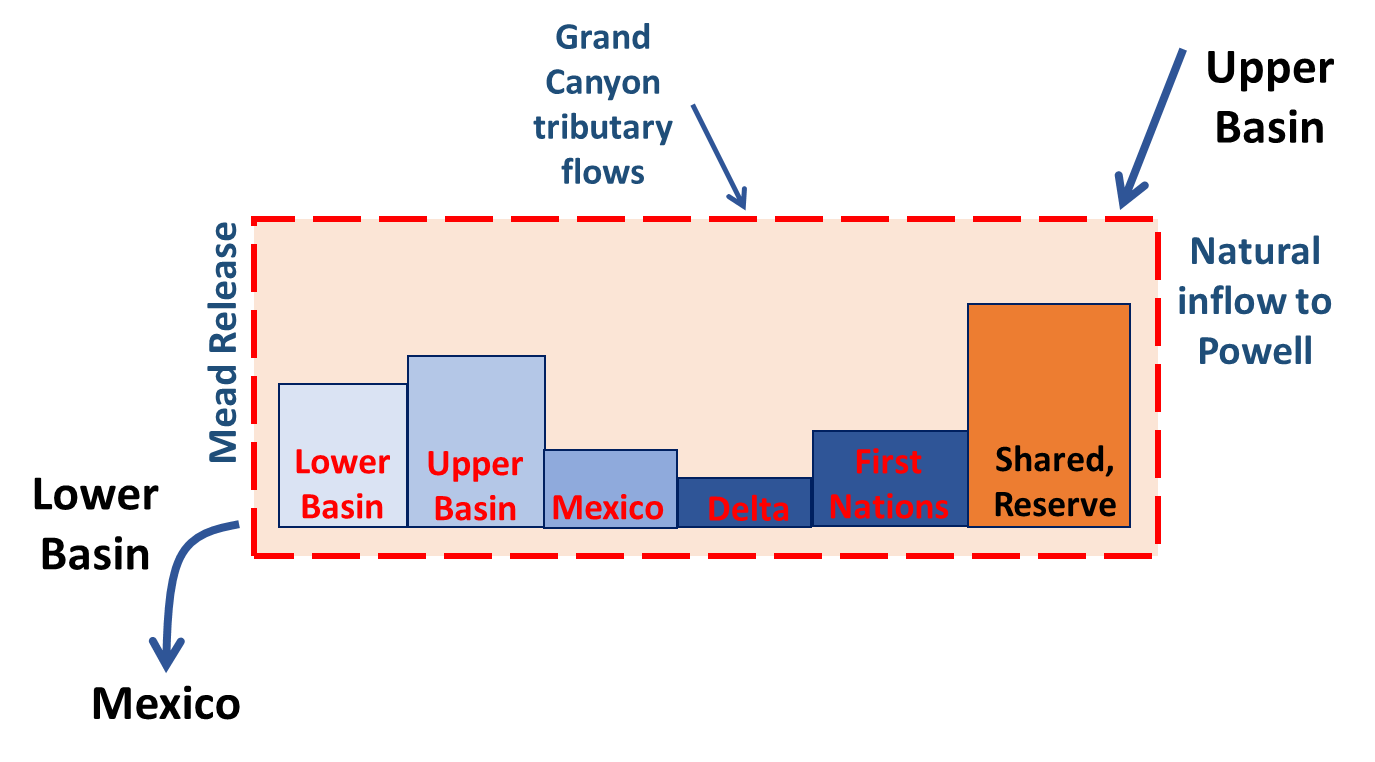 Grand
Canyon
tributary
flows
Upper
Basin
Mead Release
Natural
inflow to
Powell
Lower
Basin
Upper
Basin
Mexico
Delta
First
Nations
Shared,
Reserve
Lower
Basin
Mexico